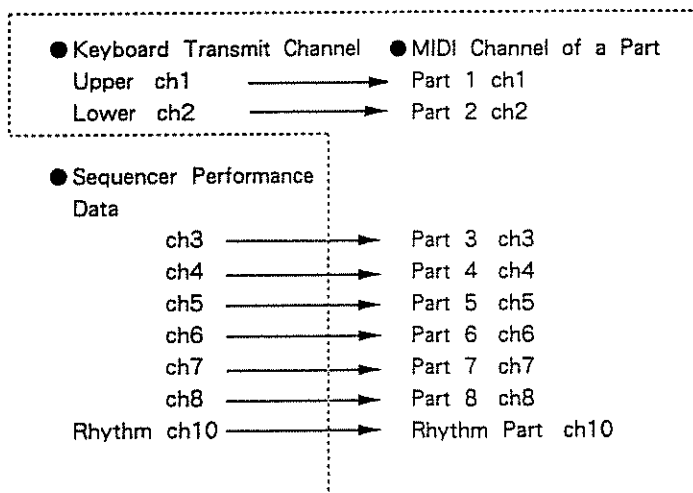 ● Keyboard Transmit Channel ● MIDI Channel of a Part
Upper ch1 Part 1 ch1
Lower ch2 Part 2 ch2
● Sequencer Performance
Data
ch3 Part 3 ch3
ch4 Part 4 ch4
ch5 Part 5 ch5
ch6 Part 6 ch6
ch7 Part 7 ch7
ch8 Part 8 ch8
Rhythm ch10 Rhythm Part ch10